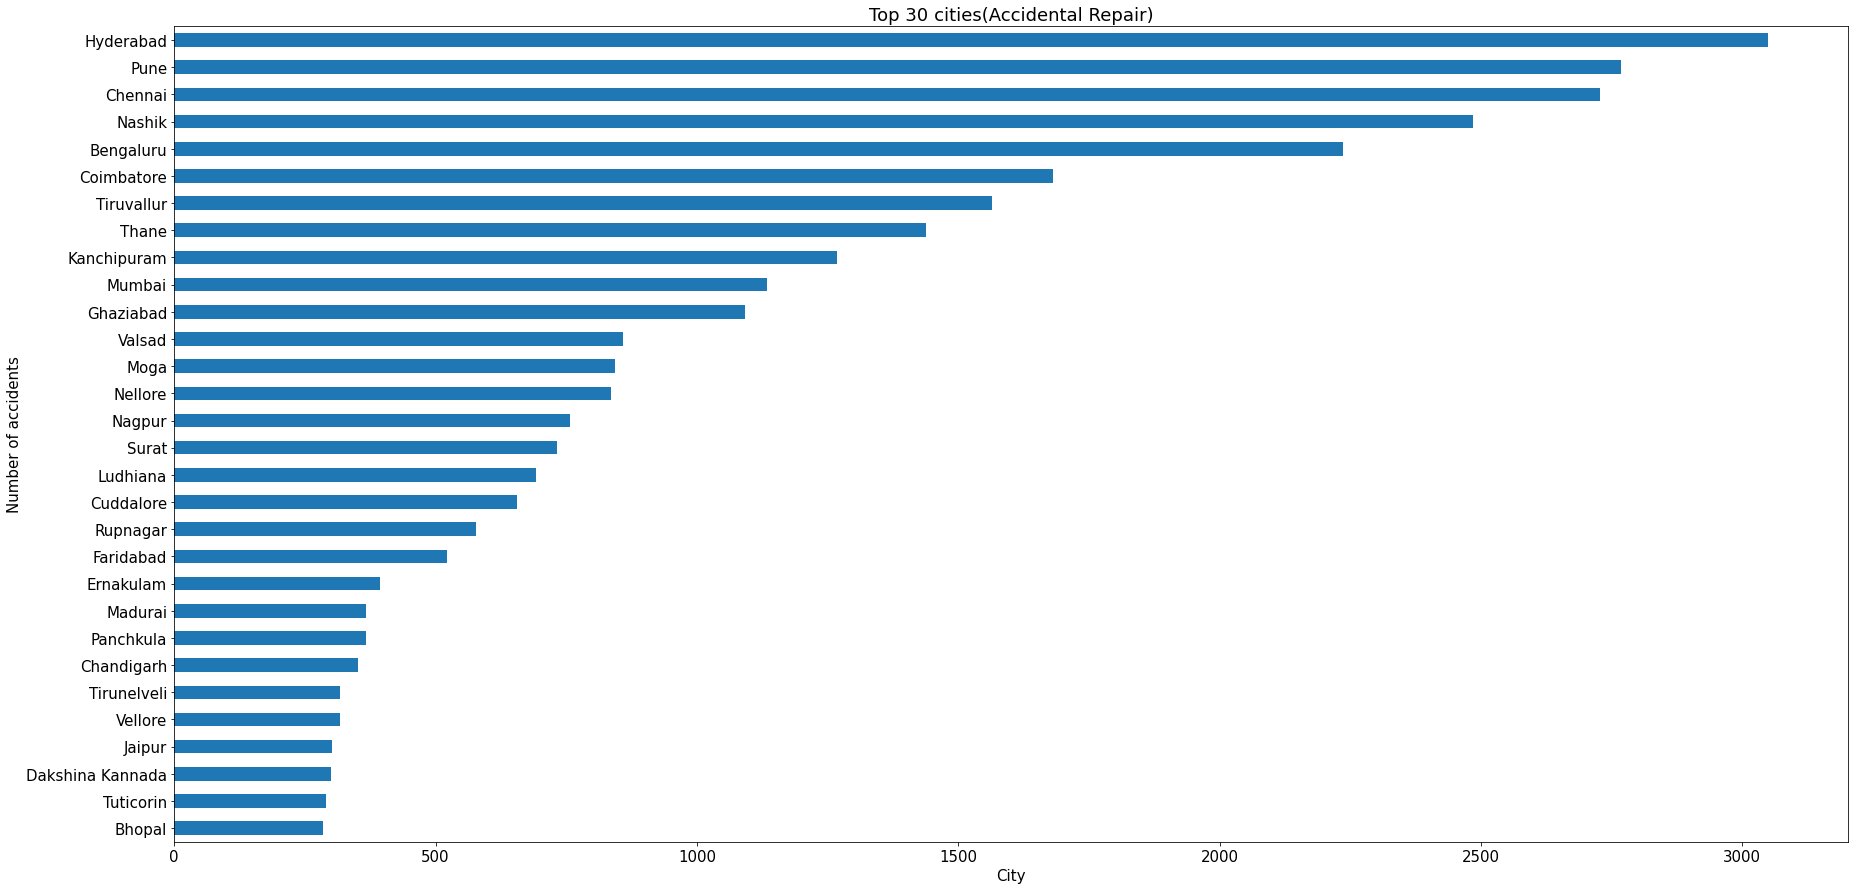 Top 30 cities(Accidental Repair)
Number of accidents
Hyderabad
Pune
Chennai
Nashik
Bengaluru
Coimbatore
Tiruvallur
Thane
Kanchipuram
Mumbai
Ghaziabad
Valsad
Moga
Nellore
Nagpur
Surat
Ludhiana
Cuddalore
Rupnagar
Faridabad
Ernakulam
Madurai
Panchkula
Chandigarh
Tirunelveli
Vellore
Jaipur
Dakshina Kannada
Tuticorin
Bhopal
0 500 1000 1500 2000 2500 3000
City